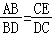 AB/BD = CE/DC